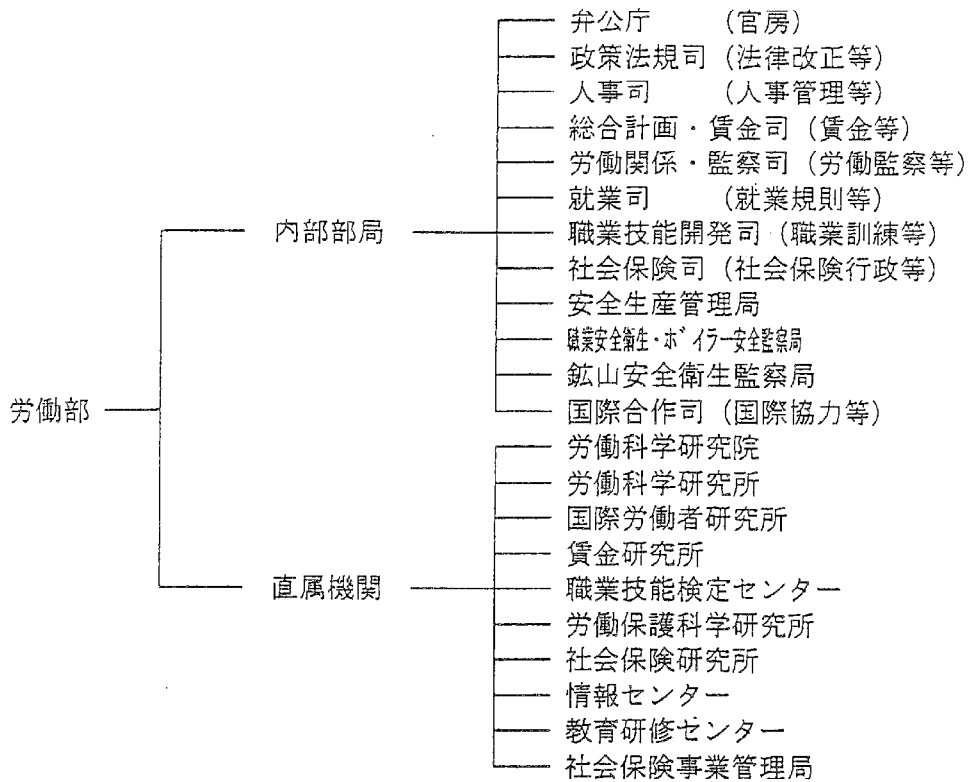 弁公庁 （官房）
政策法規司（法律改正等）
人事司 （人事管理等）
総合計画・賃金司（賃金等）
労働関係・監察司（労働監察等）
就業司 （就業規則等）
内部部局
職業技能開発司（職業訓練等）
社会保険司（社会保険行政等）
安全生産管理局
職業安全衛生・ボイラー安全監察局
鉱山安全衛生監察局
労働部
国際合作司（国際協力等）
労働科学研究院
労働科学研究所
国際労働者研究所
賃金研究所
直属機関
職業技能検定センター
労働保護科学研究所
社会保険研究所
情報センター
教育研修センター
社会保険事業管理局